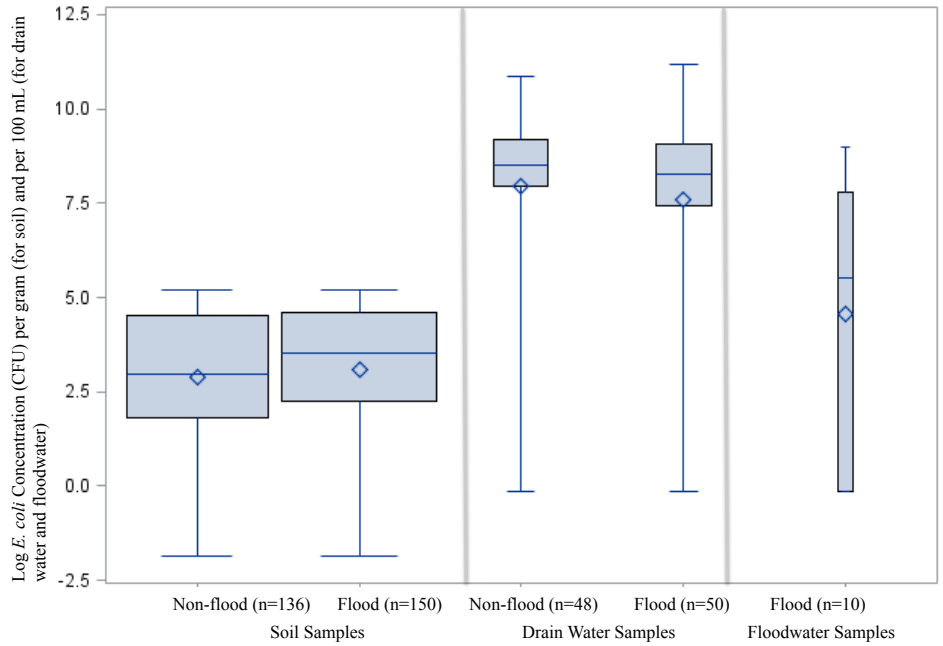 Log E. coli Concentration (CFU) per gram (for soil) and per 100 mL (for drain
water and floodwater)
12.5
10.0
7.5
5.0
2.5
0.0
-2.5
Non-flood (n=136) Flood (n=150) Non-flood (n=48) Flood (n=50) Flood (n=10)
Soil Samples Drain Water Samples Floodwater Samples